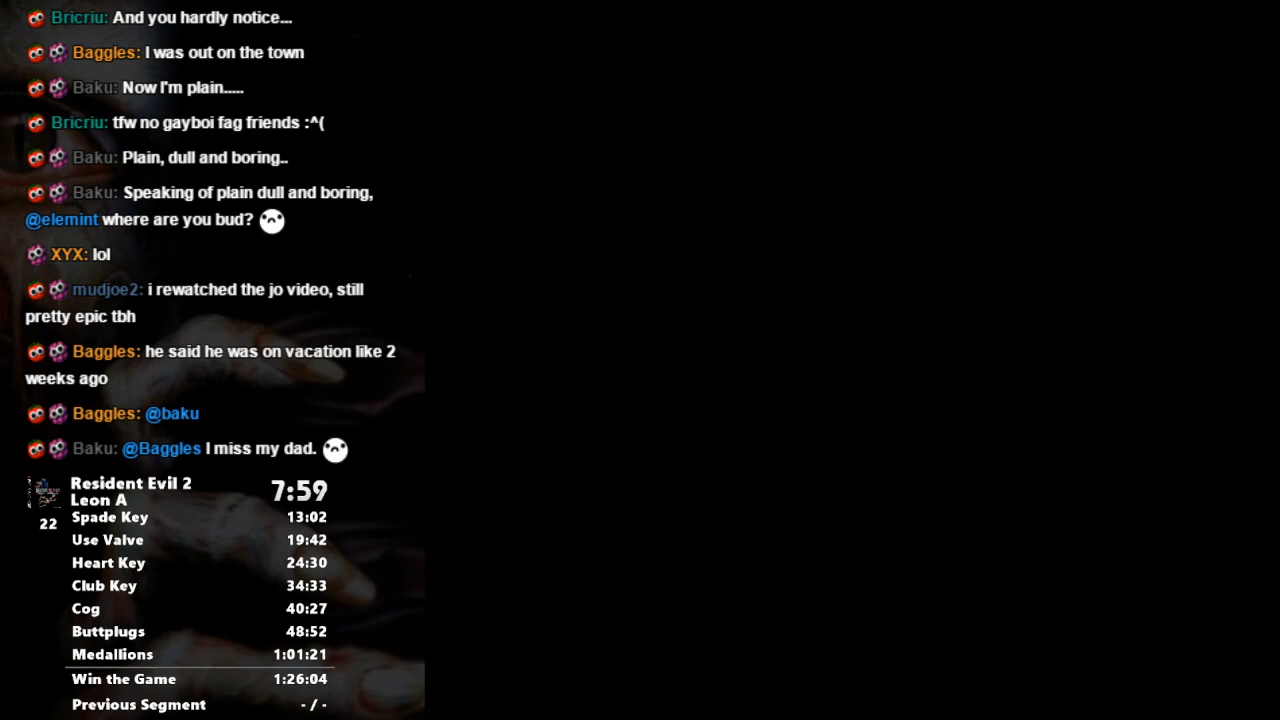 Bricriu: And you hardly notice...
Baggles: I was out on the town
Baku: Now I'm plain.....
Bricriu: tfw no gayboi fag friends :^(
Baku: Plain, dull and boring..
Baku: Speaking of plain dull and boring,
@elemint where are you bud?
XYX: lol
mudjoe2: i rewatched the jo video, still
pretty epic tbh
Baggles: he said he was on vacation like 2
weeks ago
Baggles: @baku
Baku: @Baggles I miss my dad.
Resident Evil 2
Leon A 7:59
22
Spade Key 13:02
Use Valve 19:42
Heart Key 24:30
Club Key 34:33
Cog 40:27
Buttplugs 48:52
Medallions 1:01:21
Win the Game 1:26:04
Previous Segment - / -